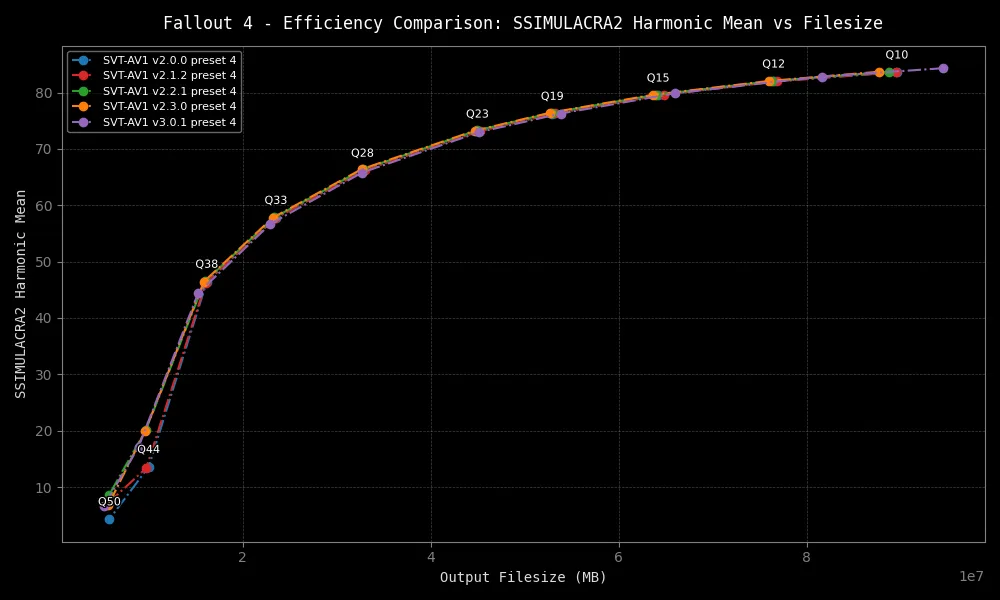 Fallout 4 - Efficiency Comparison: SSIMULACRA2 Harmonic Mean vs Filesize
SVT-AV1 v2.0.0 preset 4
SVT-AV1 v2.1.2 preset 4
SVT-AV1 v2.2.1 preset 4
SVT-AV1 v2.3.0 preset 4
SVT-AV1 v3.0.1 preset 4
Q10
Q12
Q15
Q19
Q23
Q28
Q33
Q38
Q44
Q50
SSIMULACRA2 Harmonic Mean
80
70
60
50
40
30
20
10
2
4
6
8
1e7
Output Filesize (MB)